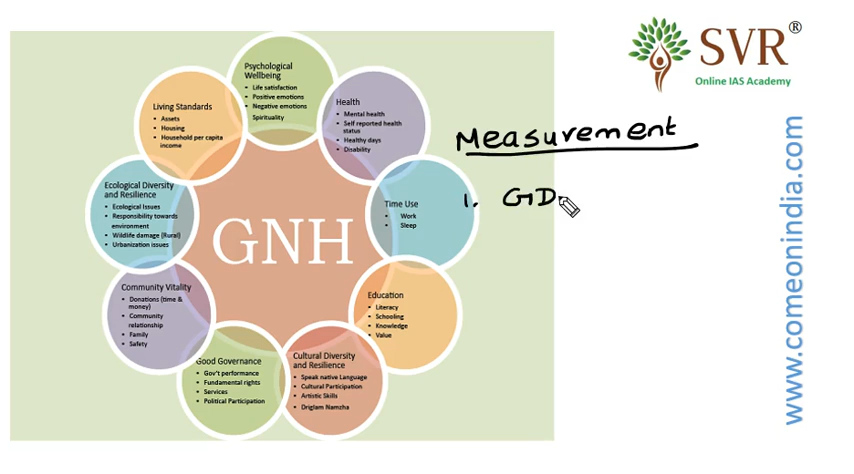 SVR®
Online IAS Academy
Psychological
Wellbeing
• Life satisfaction
• Positive emotions
• Negative emotions
Spirituality
Health
• Mental health
• Self reported health
status
• Healthy days
• Disability
Time Use
• Work
• Sleep
Education
• Literacy
• Schooling
• Knowledge
• Value
Cultural Diversity
and Resilience
• Speak native Language
• Cultural Participation
• Artistic Skills
• Driglam Namsha
Good Governance
• Gov't performance
• Fundamental rights
• Services
• Political Participation
Community Vitality
• Donations (time &
money)
• Community
relationship
• Family
• Safety
Ecological Diversity
and Resilience
• Ecological Issues
• Responsibility towards
environment
• Wildlife damage (Rural)
• Urbanization issues
Living Standards
• Assets
• Housing
• Household per capita
income
GNH
Measurement
1. GD
www.comeonindia.com